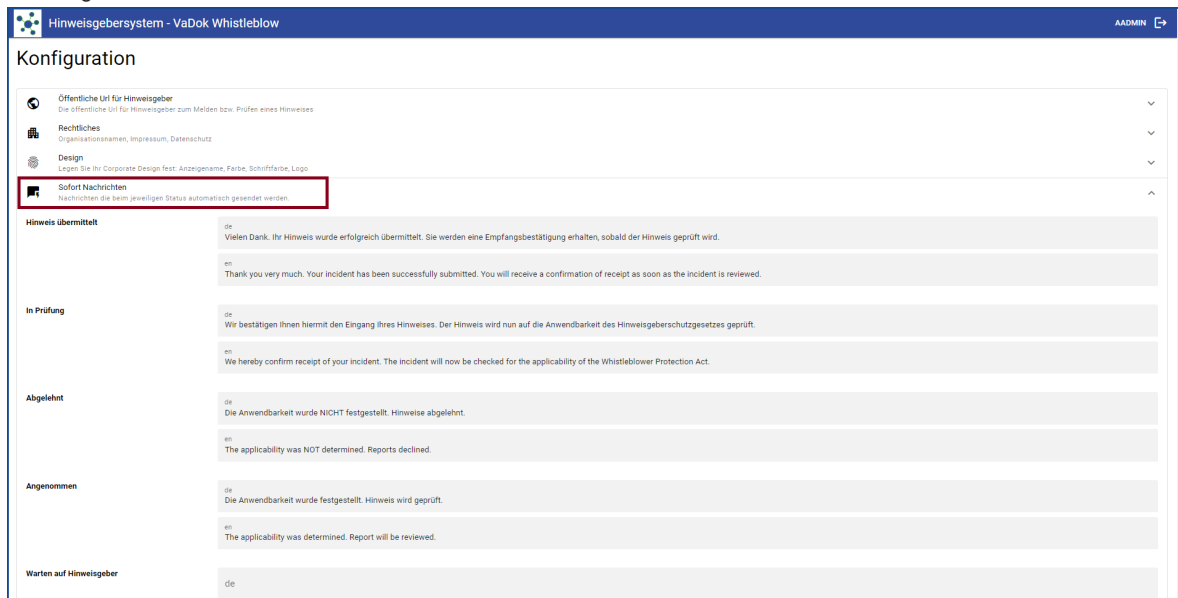 Hinweisgebersystem - VaDok Whistleblow
AADMIN
Konfiguration
Öffentliche Url für Hinweisgeber
Die öffentliche Url für Hinweisgeber zum Melden bzw. Prüfen eines Hinweises
Rechtliches
Organisationsnamen, Impressum, Datenschutz
Design
Legen Sie Ihr Corporate Design fest: Anzeigename, Farbe, Schriftfarbe, Logo
Sofort Nachrichten
Nachrichten die beim jeweiligen Status automatisch gesendet werden.
Hinweis übermittelt
de
Vielen Dank. Ihr Hinweis wurde erfolgreich übermittelt. Sie werden eine Empfangsbestätigung erhalten, sobald der Hinweis geprüft wird.
en
Thank you very much. Your incident has been successfully submitted. You will receive a confirmation of receipt as soon as the incident is reviewed.
In Prüfung
de
Wir bestätigen Ihnen hiermit den Eingang Ihres Hinweises. Der Hinweis wird nun auf die Anwendbarkeit des Hinweisgeberschutzgesetzes geprüft.
en
We hereby confirm receipt of your incident. The incident will now be checked for the applicability of the Whistleblower Protection Act.
Abgelehnt
de
Die Anwendbarkeit wurde NICHT festgestellt. Hinweise abgelehnt.
en
The applicability was NOT determined. Reports declined.
Angenommen
de
Die Anwendbarkeit wurde festgestellt. Hinweis wird geprüft.
en
The applicability was determined. Report will be reviewed.
Warten auf Hinweisgeber
de